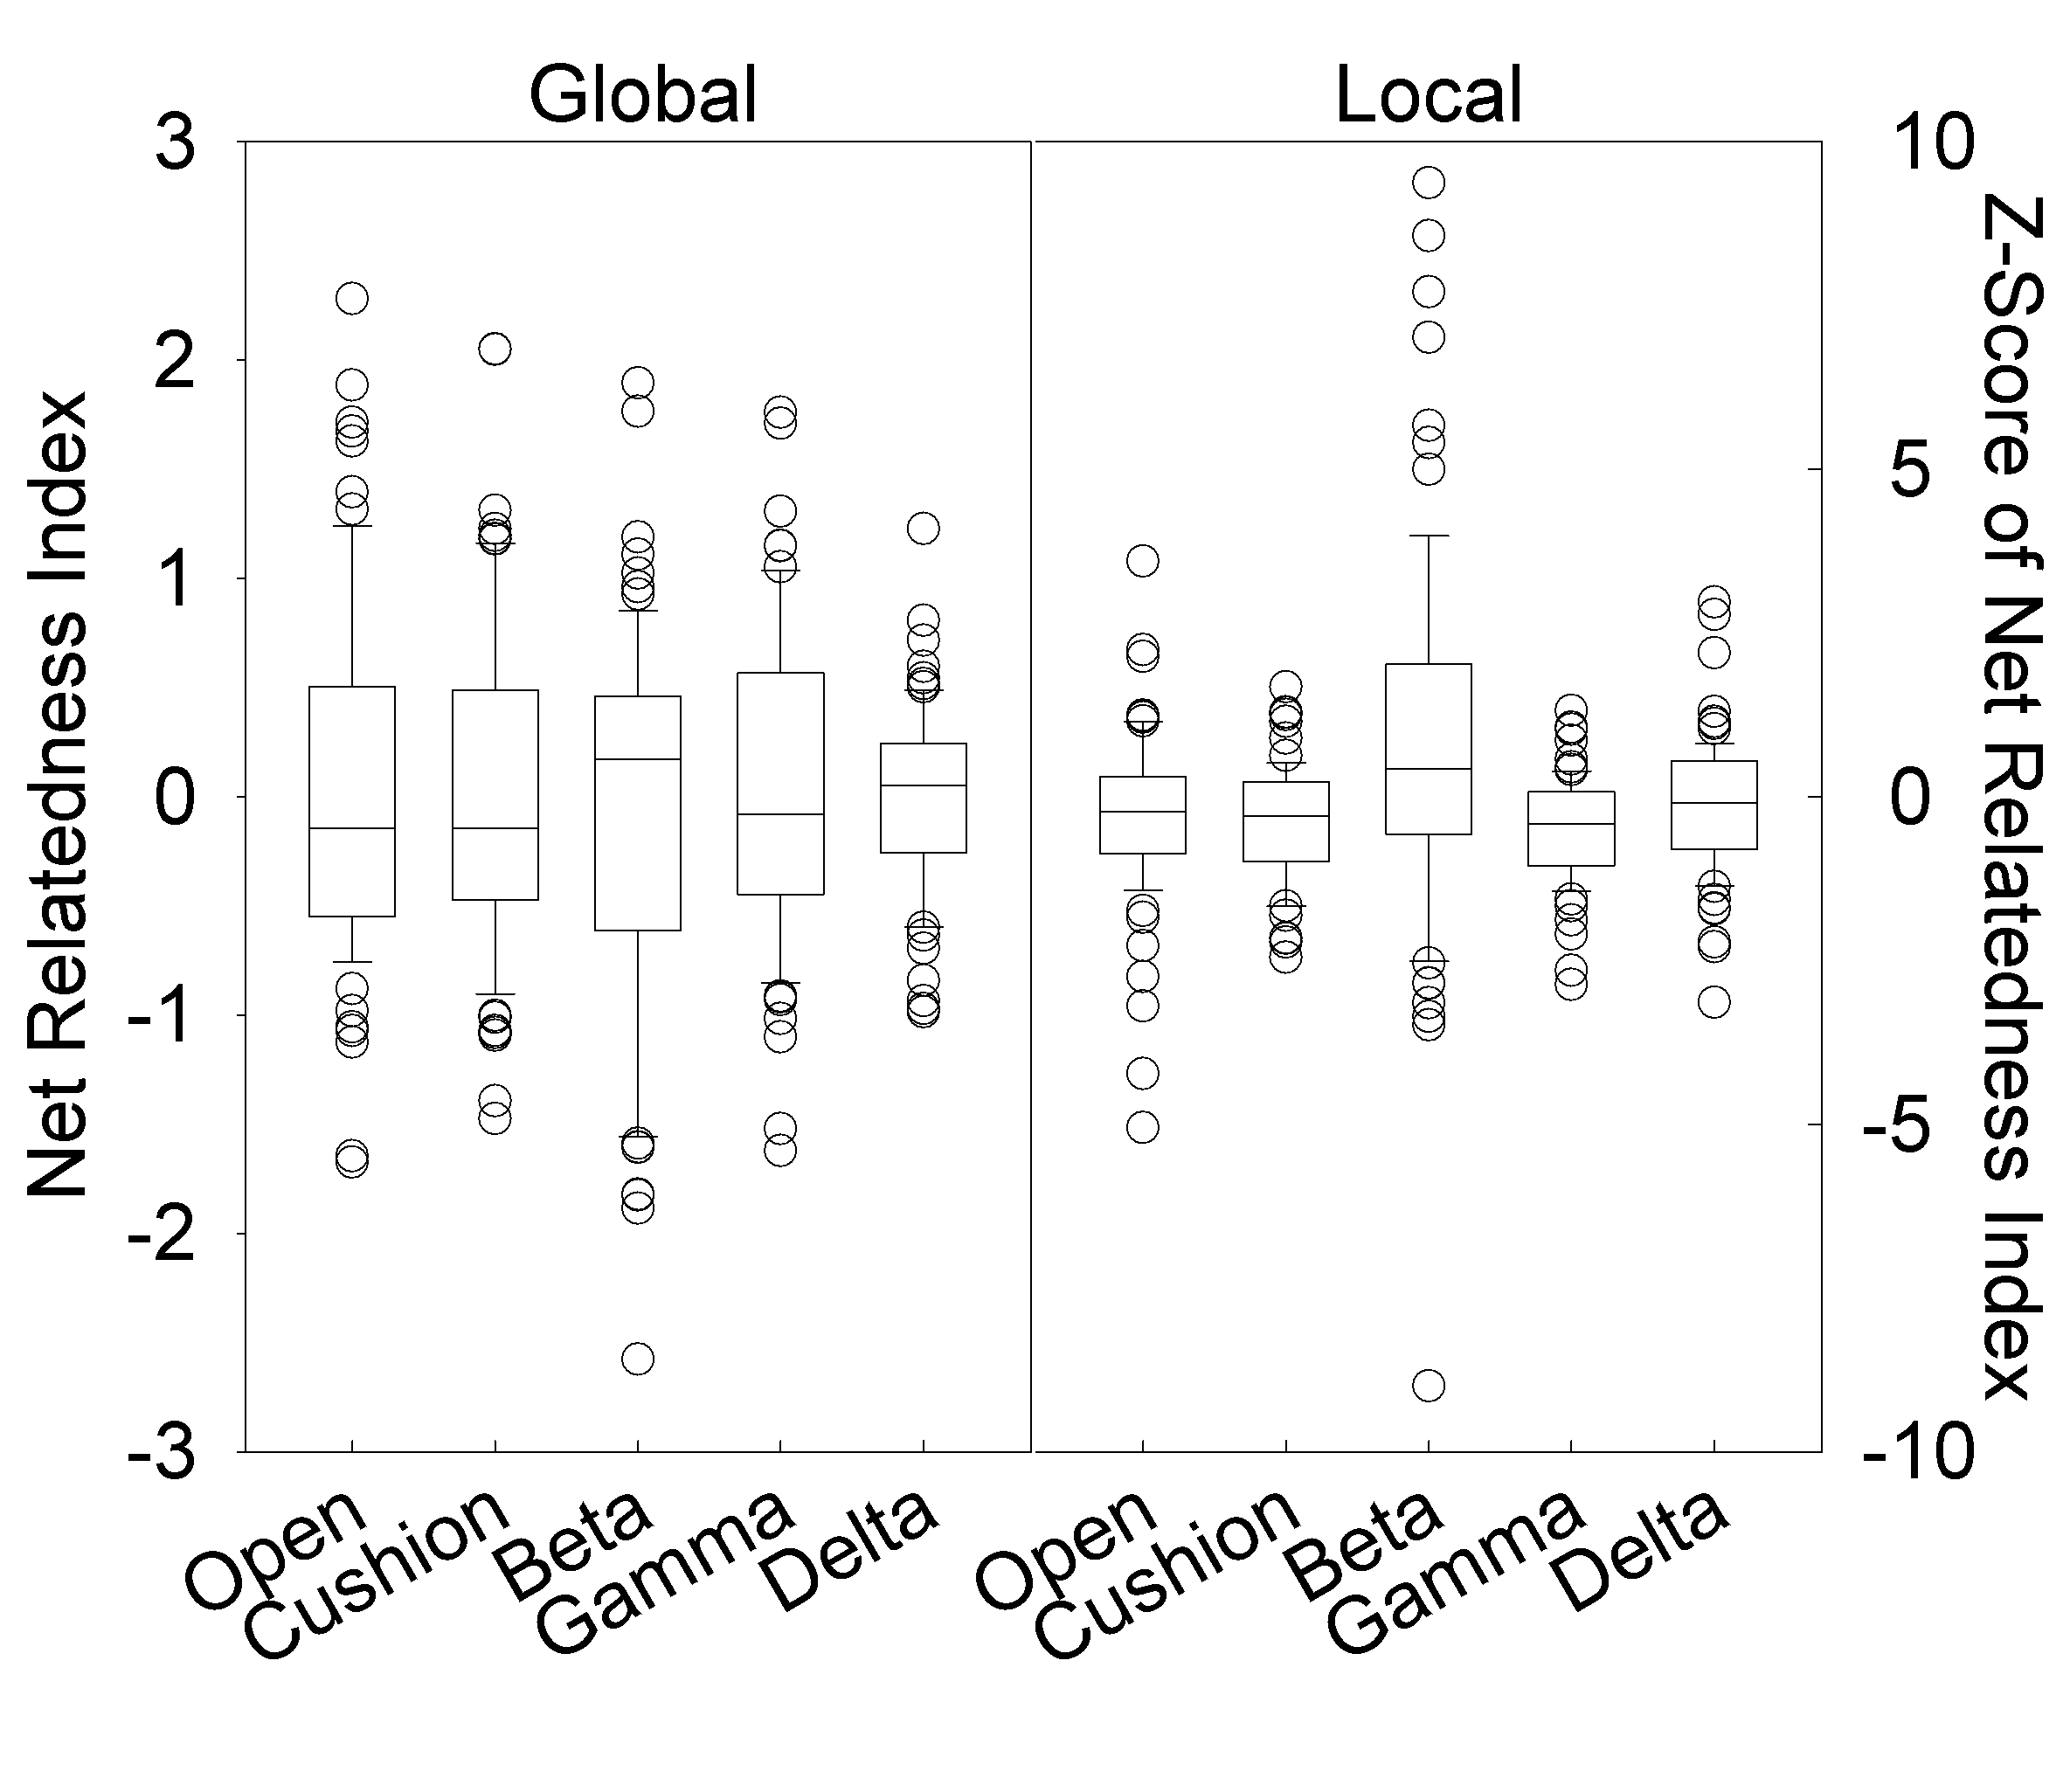 Global
Local
3
2
1
0
-1
-2
-3
Net Relatedness Index
10
5
0
-5
-10
Z-Score of Net Relatedness Index
Open
Cushion
Beta
Gamma
Delta
Open
Cushion
Beta
Gamma
Delta